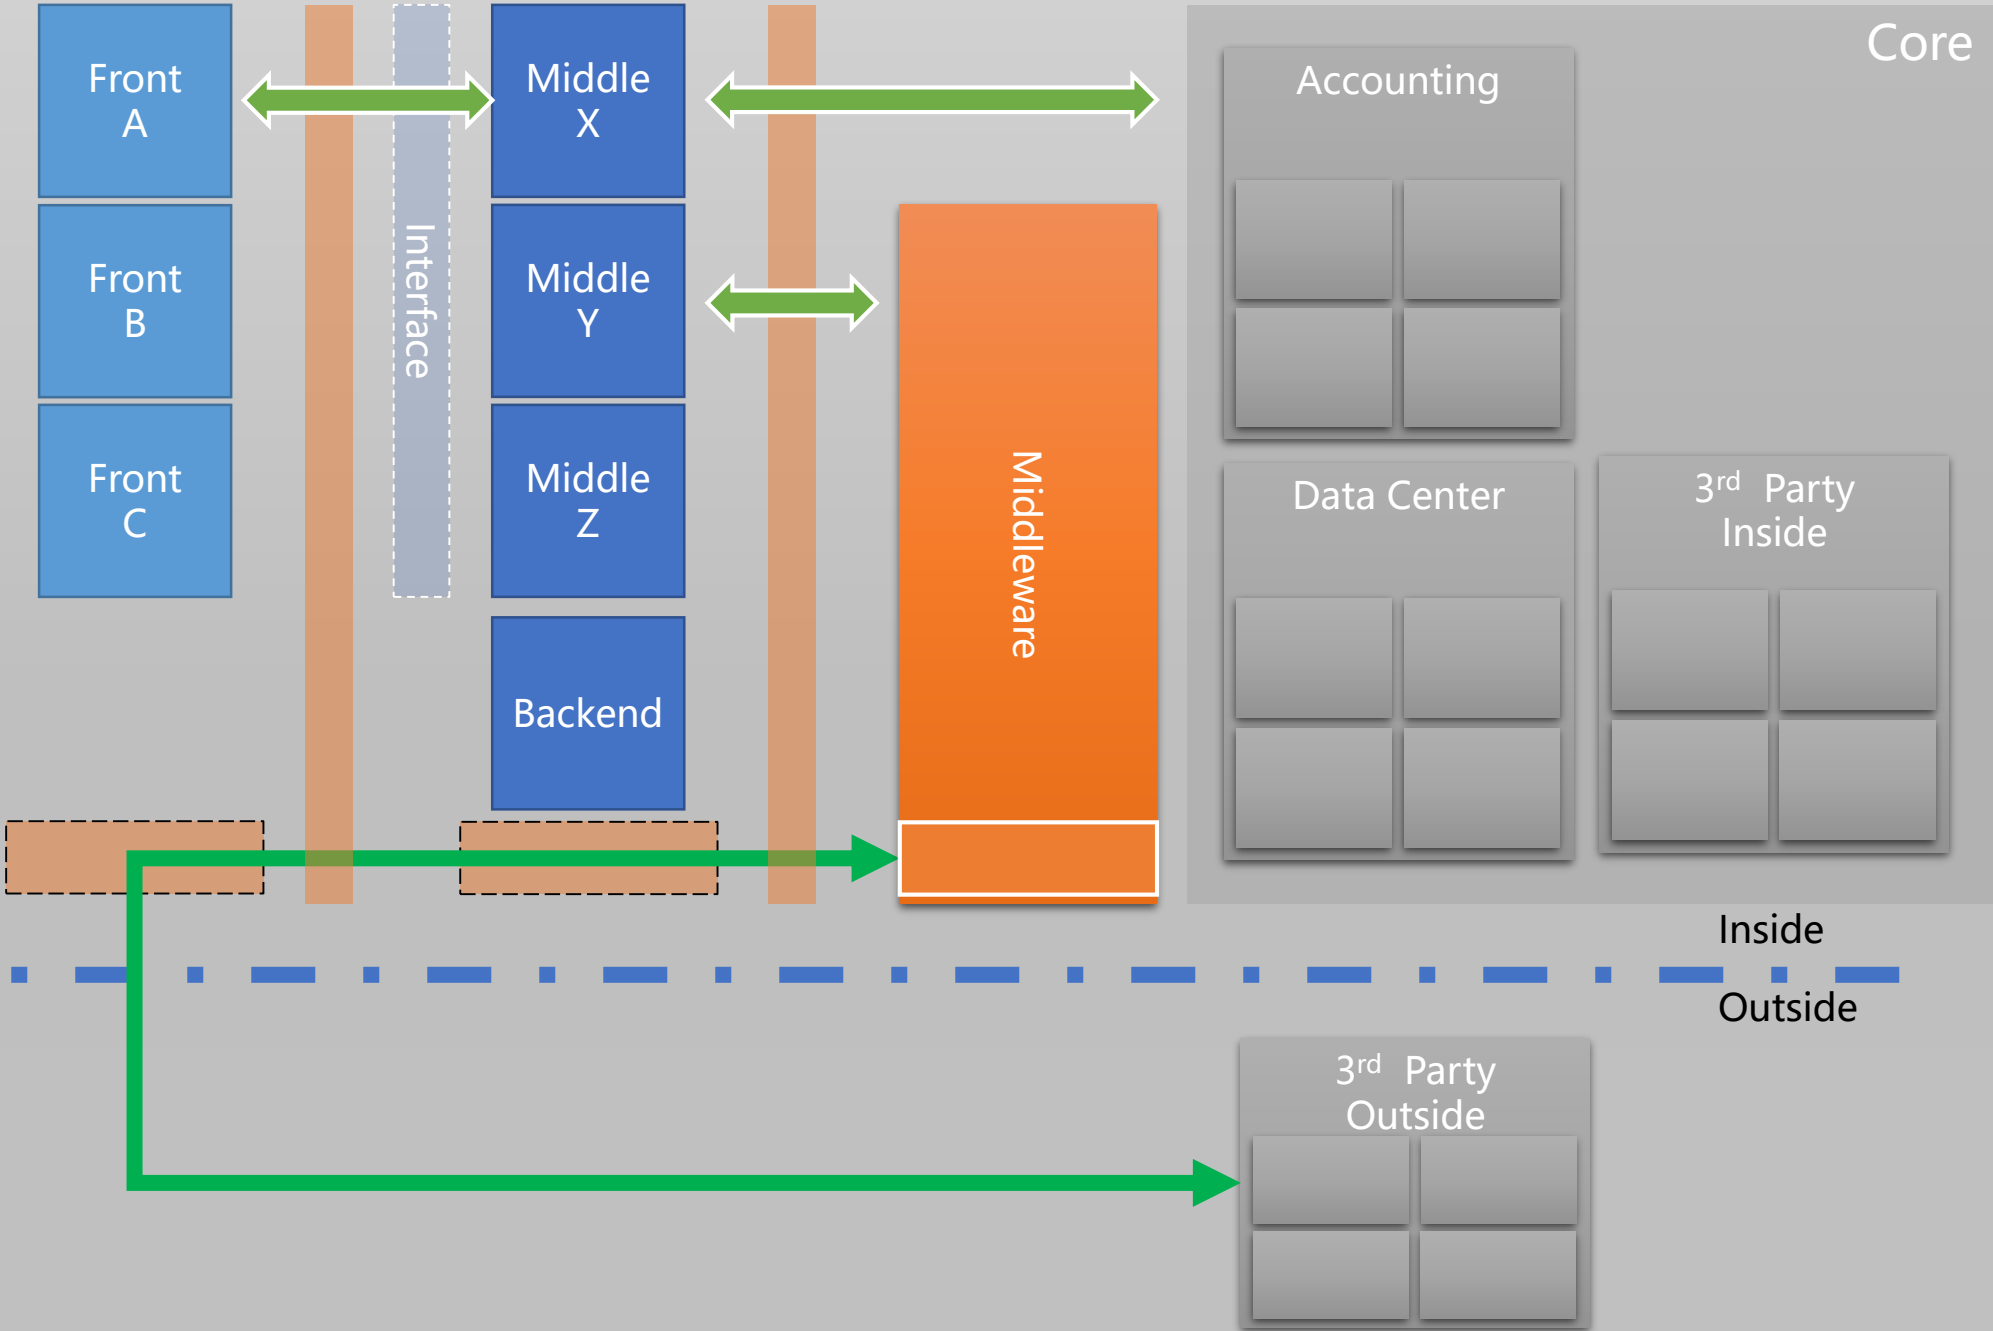 Front
A
Front
B
Front
C
Interface
Middle
X
Middle
Y
Middle
Z
Backend
Middleware
Core
Accounting
Data Center
3rd Party
Inside
Inside
Outside
3rd Party
Outside